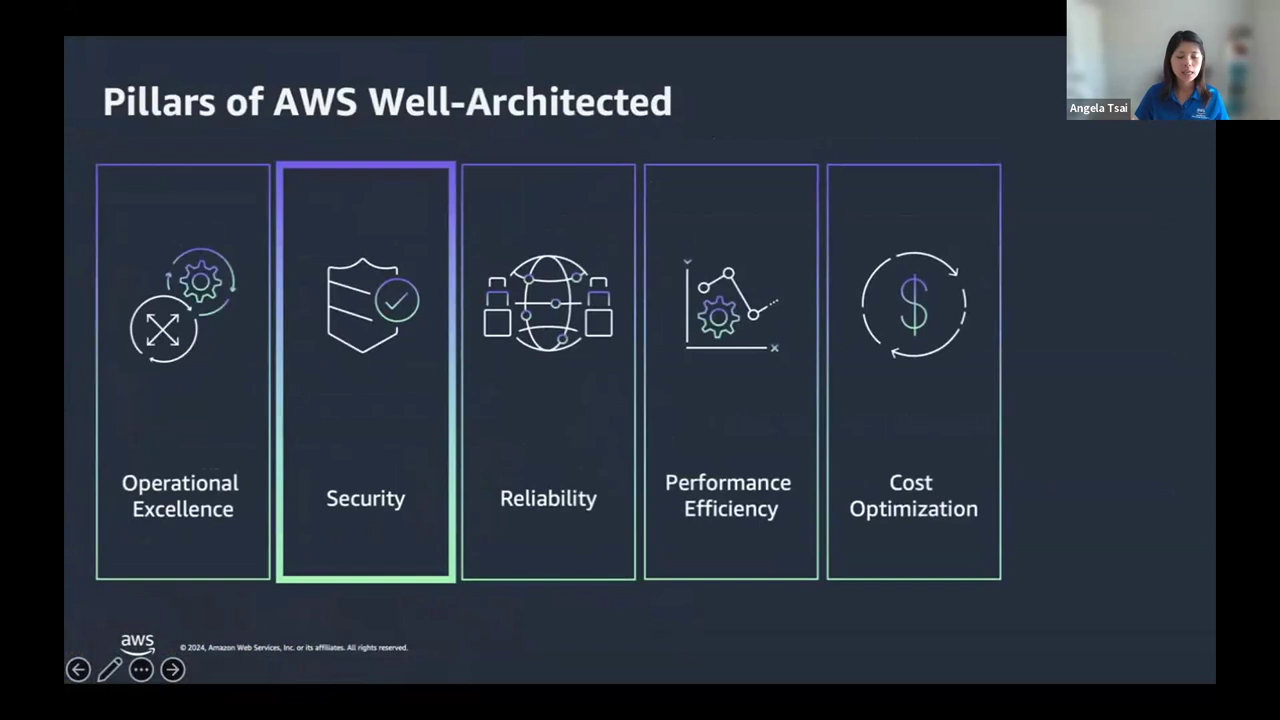 Pillars of AWS Well-Architected
Angela Tsai
Operational
Excellence
Security
Reliability
Performance
Efficiency
Cost
Optimization
aws
© 2024, Amazon Web Services, Inc. or its affiliates. All rights reserved.